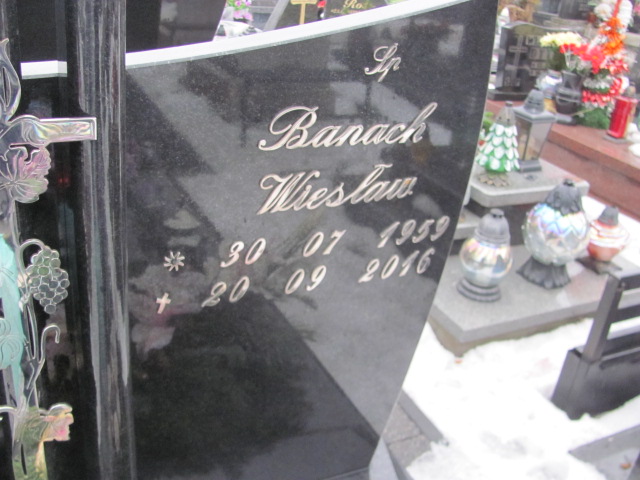 Śp
Banach
Wiesław
* 30 07 1959
+ 20 09 2016